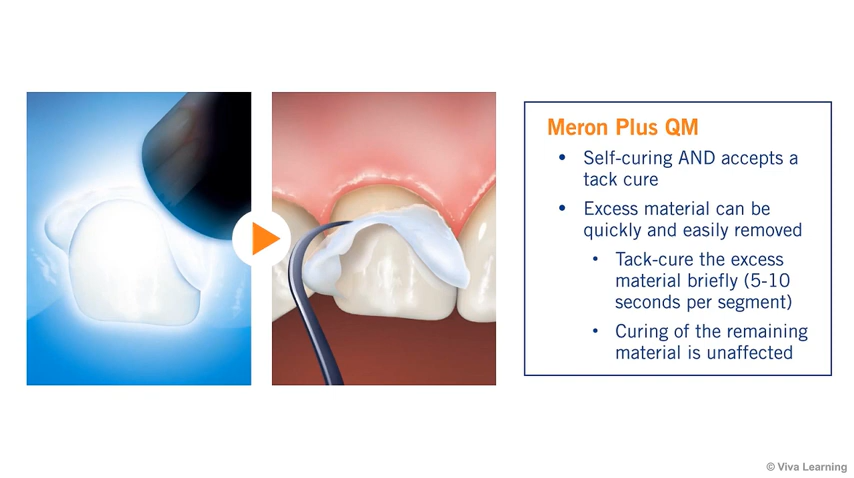 Meron Plus QM
• Self-curing AND accepts a
tack cure
• Excess material can be
quickly and easily removed
• Tack-cure the excess
material briefly (5-10
seconds per segment)
• Curing of the remaining
material is unaffected
© Viva Learning